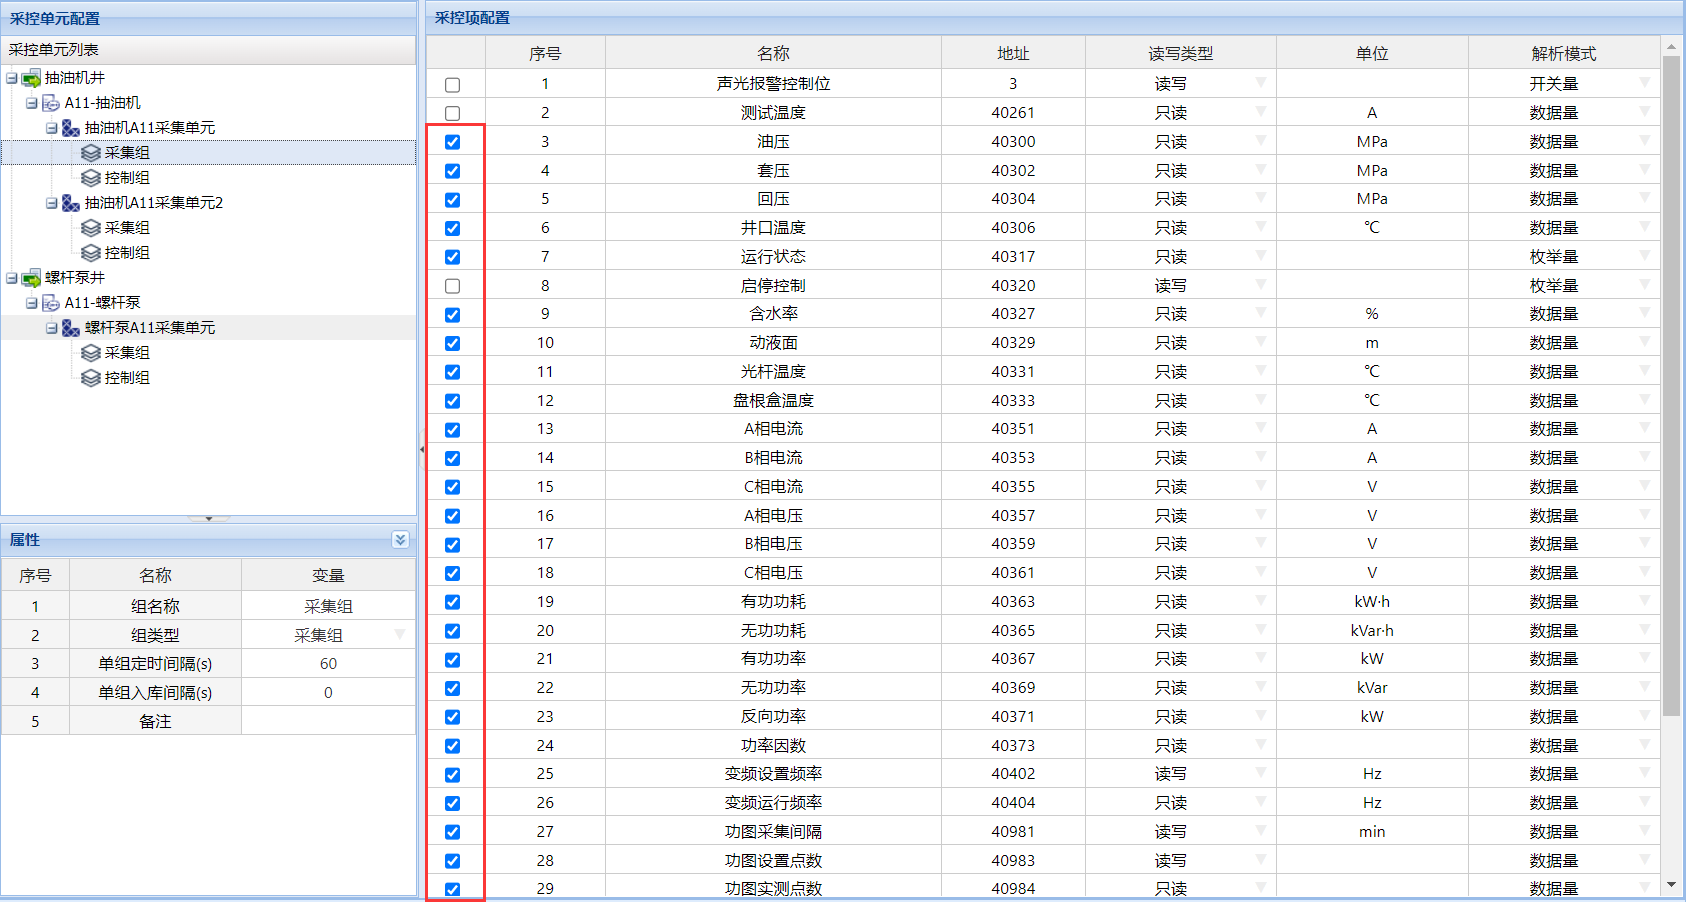 采控单元配置
采控单元列表
抽油机井
A11-抽油机
抽油机A11采集单元
采集组
控制组
抽油机A11采集单元2
采集组
控制组
螺杆泵井
A11-螺杆泵
螺杆泵A11采集单元
采集组
控制组
属性
序号 名称 变量
1 组名称 采集组
2 组类型 采集组
3 单组定时间隔(s) 60
4 单组入库间隔(s) 0
5 备注
采控项配置
序号 名称 地址 读写类型 单位 解析模式
1 声光报警控制位 3 读写 开关量
2 测试温度 40261 只读 A 数据量
3 油压 40300 只读 MPa 数据量
4 套压 40302 只读 MPa 数据量
5 回压 40304 只读 MPa 数据量
6 井口温度 40306 只读 ℃ 数据量
7 运行状态 40317 只读 枚举量
8 启停控制 40320 读写 枚举量
9 含水率 40327 只读 % 数据量
10 动液面 40329 只读 m 数据量
11 光杆温度 40331 只读 ℃ 数据量
12 盘根盒温度 40333 只读 ℃ 数据量
13 A相电流 40351 只读 A 数据量
14 B相电流 40353 只读 A 数据量
15 C相电流 40355 只读 V 数据量
16 A相电压 40357 只读 V 数据量
17 B相电压 40359 只读 V 数据量
18 C相电压 40361 只读 V 数据量
19 有功功耗 40363 只读 kW·h 数据量
20 无功功耗 40365 只读 kVar·h 数据量
21 有功功率 40367 只读 kW 数据量
22 无功功率 40369 只读 kVar 数据量
23 反向功率 40371 只读 kW 数据量
24 功率因数 40373 只读 数据量
25 变频设置频率 40402 读写 Hz 数据量
26 变频运行频率 40404 只读 Hz 数据量
27 功图采集间隔 40981 读写 min 数据量
28 功图设置点数 40983 读写 数据量
29 功图实测点数 40984 只读 数据量